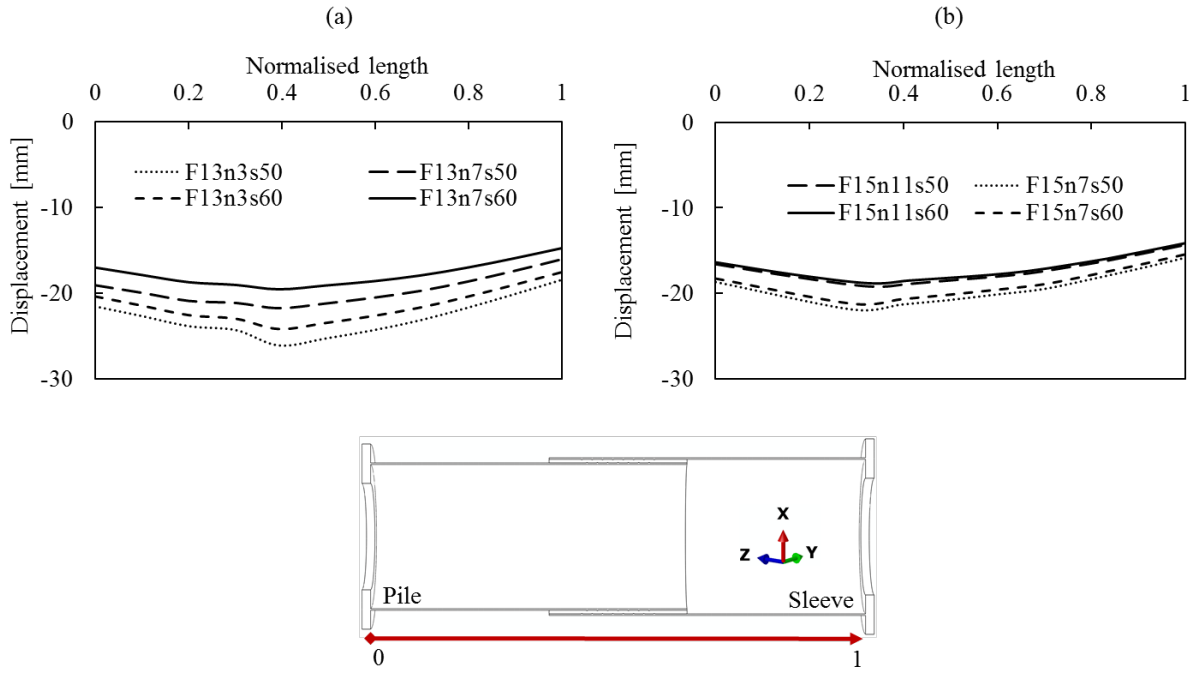 (a)
Normalised length
0 0.2 0.4 0.6 0.8 1
Displacement [mm]
0
-10
-20
-30
F13n3s50 F13n7s50
F13n3s60 F13n7s60
(b)
Normalised length
0 0.2 0.4 0.6 0.8 1
Displacement [mm]
0
-10
-20
-30
F15n11s50 F15n7s50
F15n11s60 F15n7s60
X
Z Y
Pile Sleeve
0 1